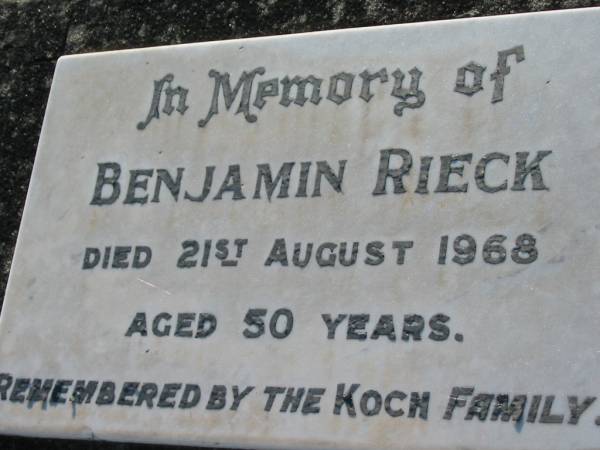 In Memory of
BENJAMIN RIECK
DIED 21ST AUGUST 1968
AGED 50 YEARS.
REMEMBERED BY THE KOCH FAMILY.